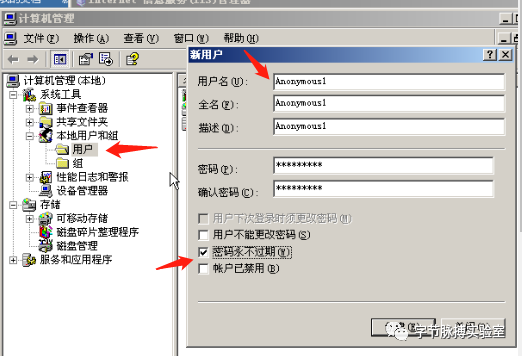 Internet 信息服务(IIS)管理器
计算机管理
文件(F) 操作(A) 查看(V) 窗口(W) 帮助(H)
计算机管理(本地)
系统工具
事件查看器
共享文件夹
本地用户和组
用户
组
性能日志和警报
设备管理器
存储
可移动存储
磁盘碎片整理程序
磁盘管理
服务和应用程序
新用户
用户名(U): Anonymous1
全名(F): Anonymous1
描述(D): Anonymous1
密码(P): *********
确认密码(C): *********
用户下次登录时须更改密码(M)
用户不能更改密码(S)
密码永不过期(W)
帐户已禁用(B)
字节脉搏实验室